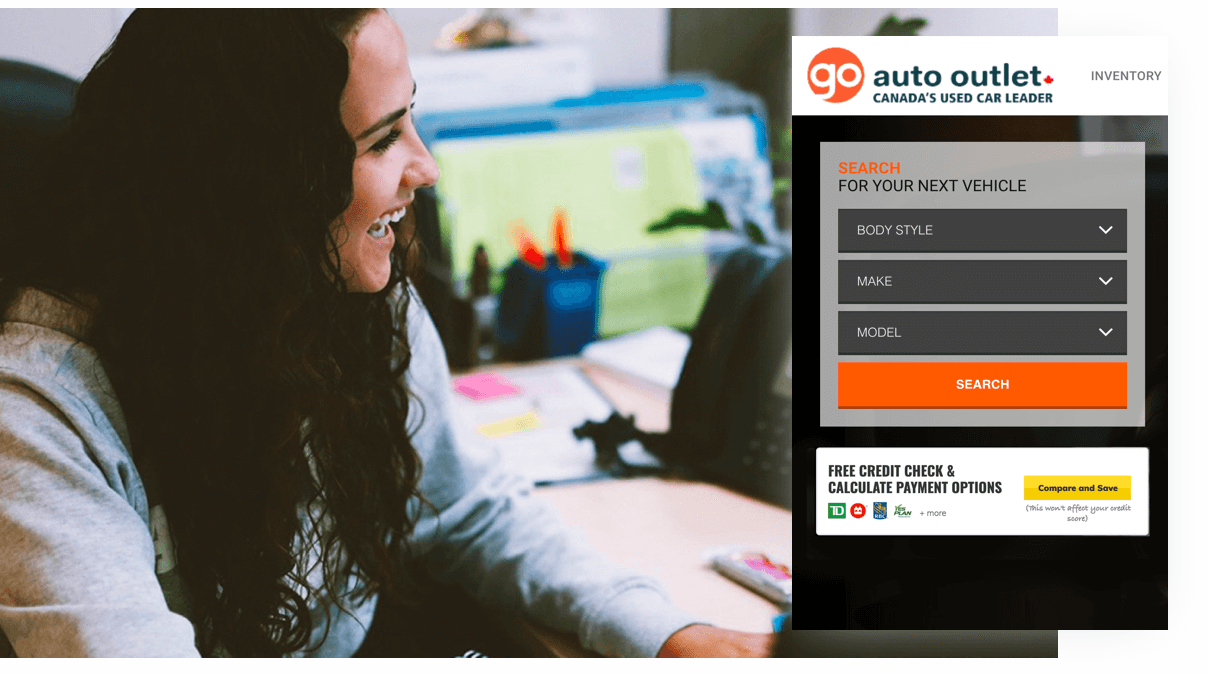 go auto outlet
CANADA'S USED CAR LEADER
INVENTORY
SEARCH
FOR YOUR NEXT VEHICLE
BODY STYLE
MAKE
MODEL
SEARCH
FREE CREDIT CHECK &
CALCULATE PAYMENT OPTIONS
TD RBC YES PLAN + more
Compare and Save
(This won't affect your credit
score)